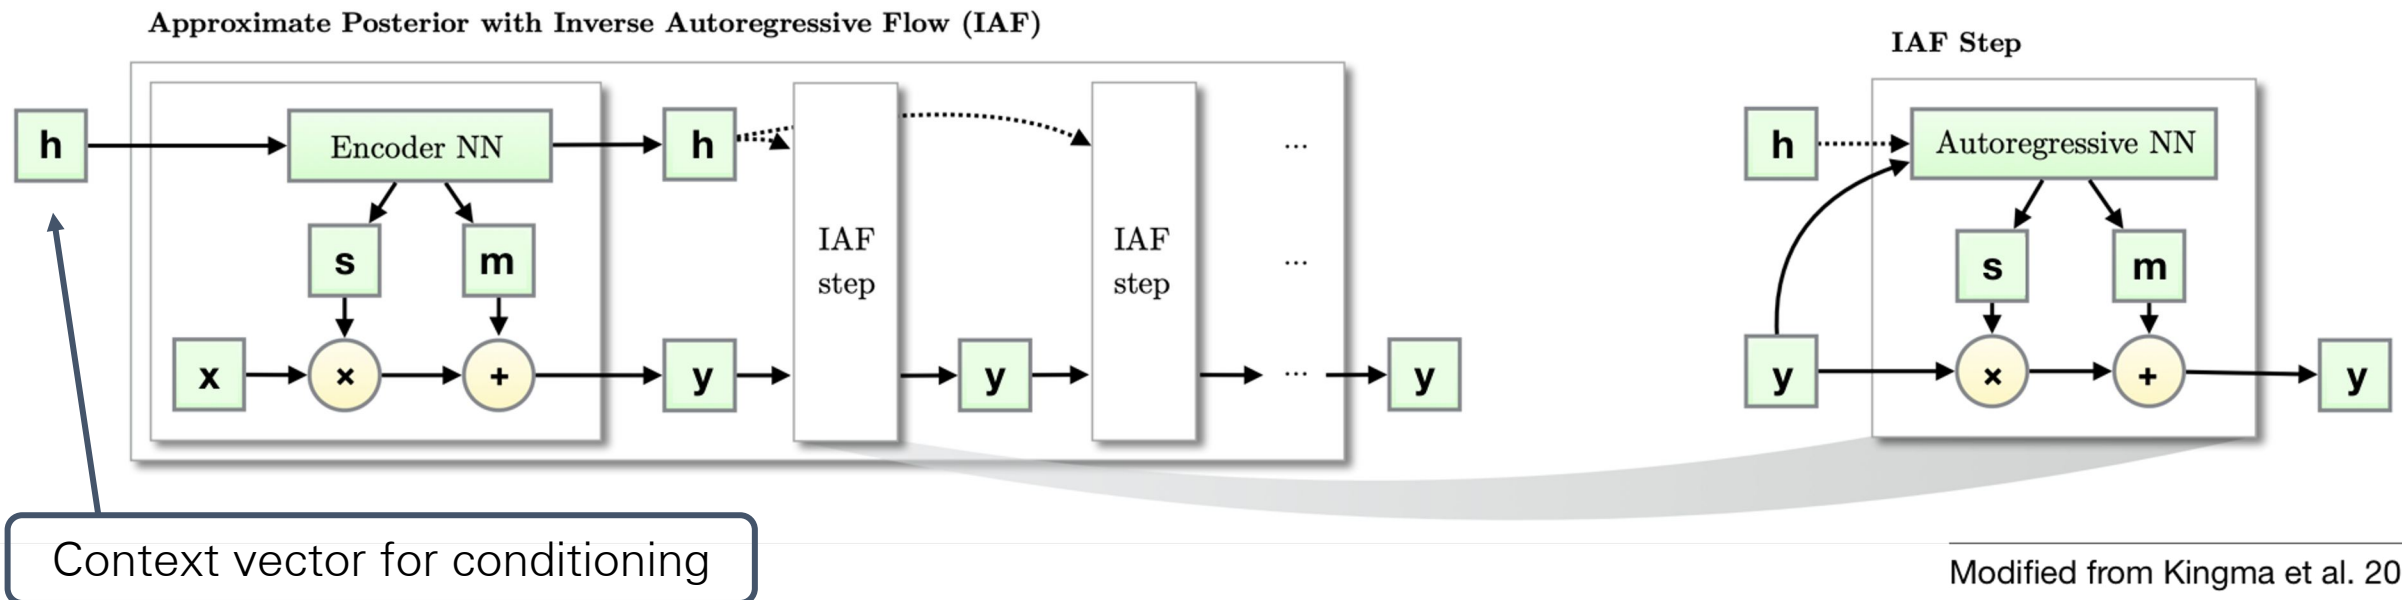 Approximate Posterior with Inverse Autoregressive Flow (IAF)
h
Encoder NN
h
s
m
x
×
+
y
IAF
step
y
IAF
step
...
...
...
y
IAF Step
h
Autoregressive NN
s
m
y
×
+
y
Context vector for conditioning
Modified from Kingma et al. 20